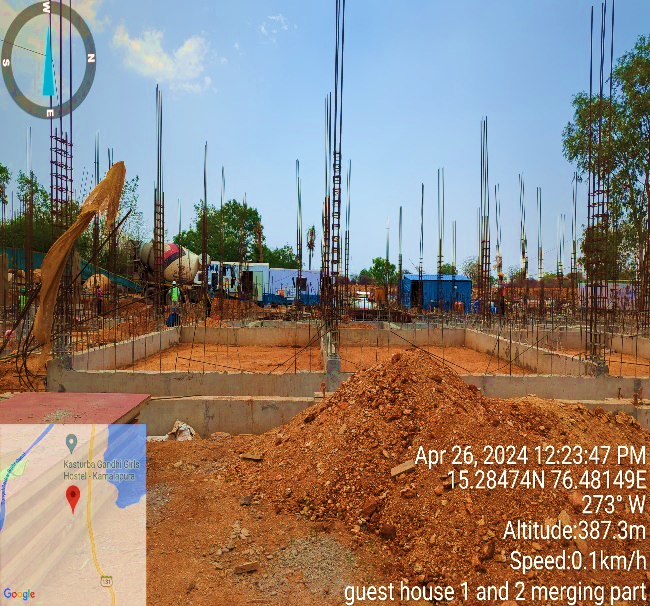 W
N
S
E
Kasturba Gandhi Girls
Hostel - Kamalapura
131
Google
Apr 26, 2024 12:23:47 PM
15.28474N 76.48149E
273° W
Altitude:387.3m
Speed:0.1km/h
guest house 1 and 2 merging part